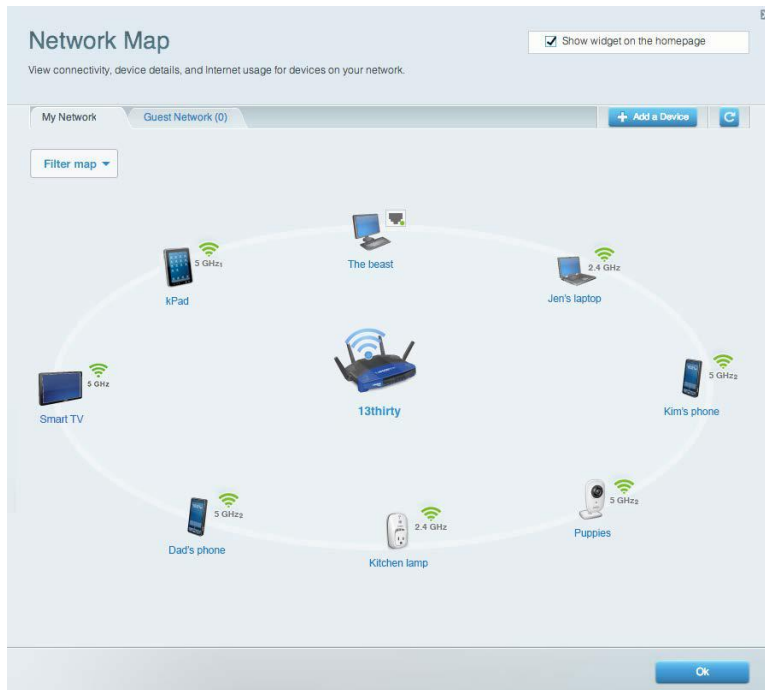 Network Map
Show widget on the homepage
View connectivity, device details, and Internet usage for devices on your network.
My Network
Guest Network (0)
Add a Device
Filter map
The beast
5 GHz1
kPad
2.4 GHz
Jen's laptop
5 GHz
Smart TV
13thirty
5 GHz2
Kim's phone
5 GHz2
Dad's phone
2.4 GHz
Kitchen lamp
5 GHz2
Puppies
Ok